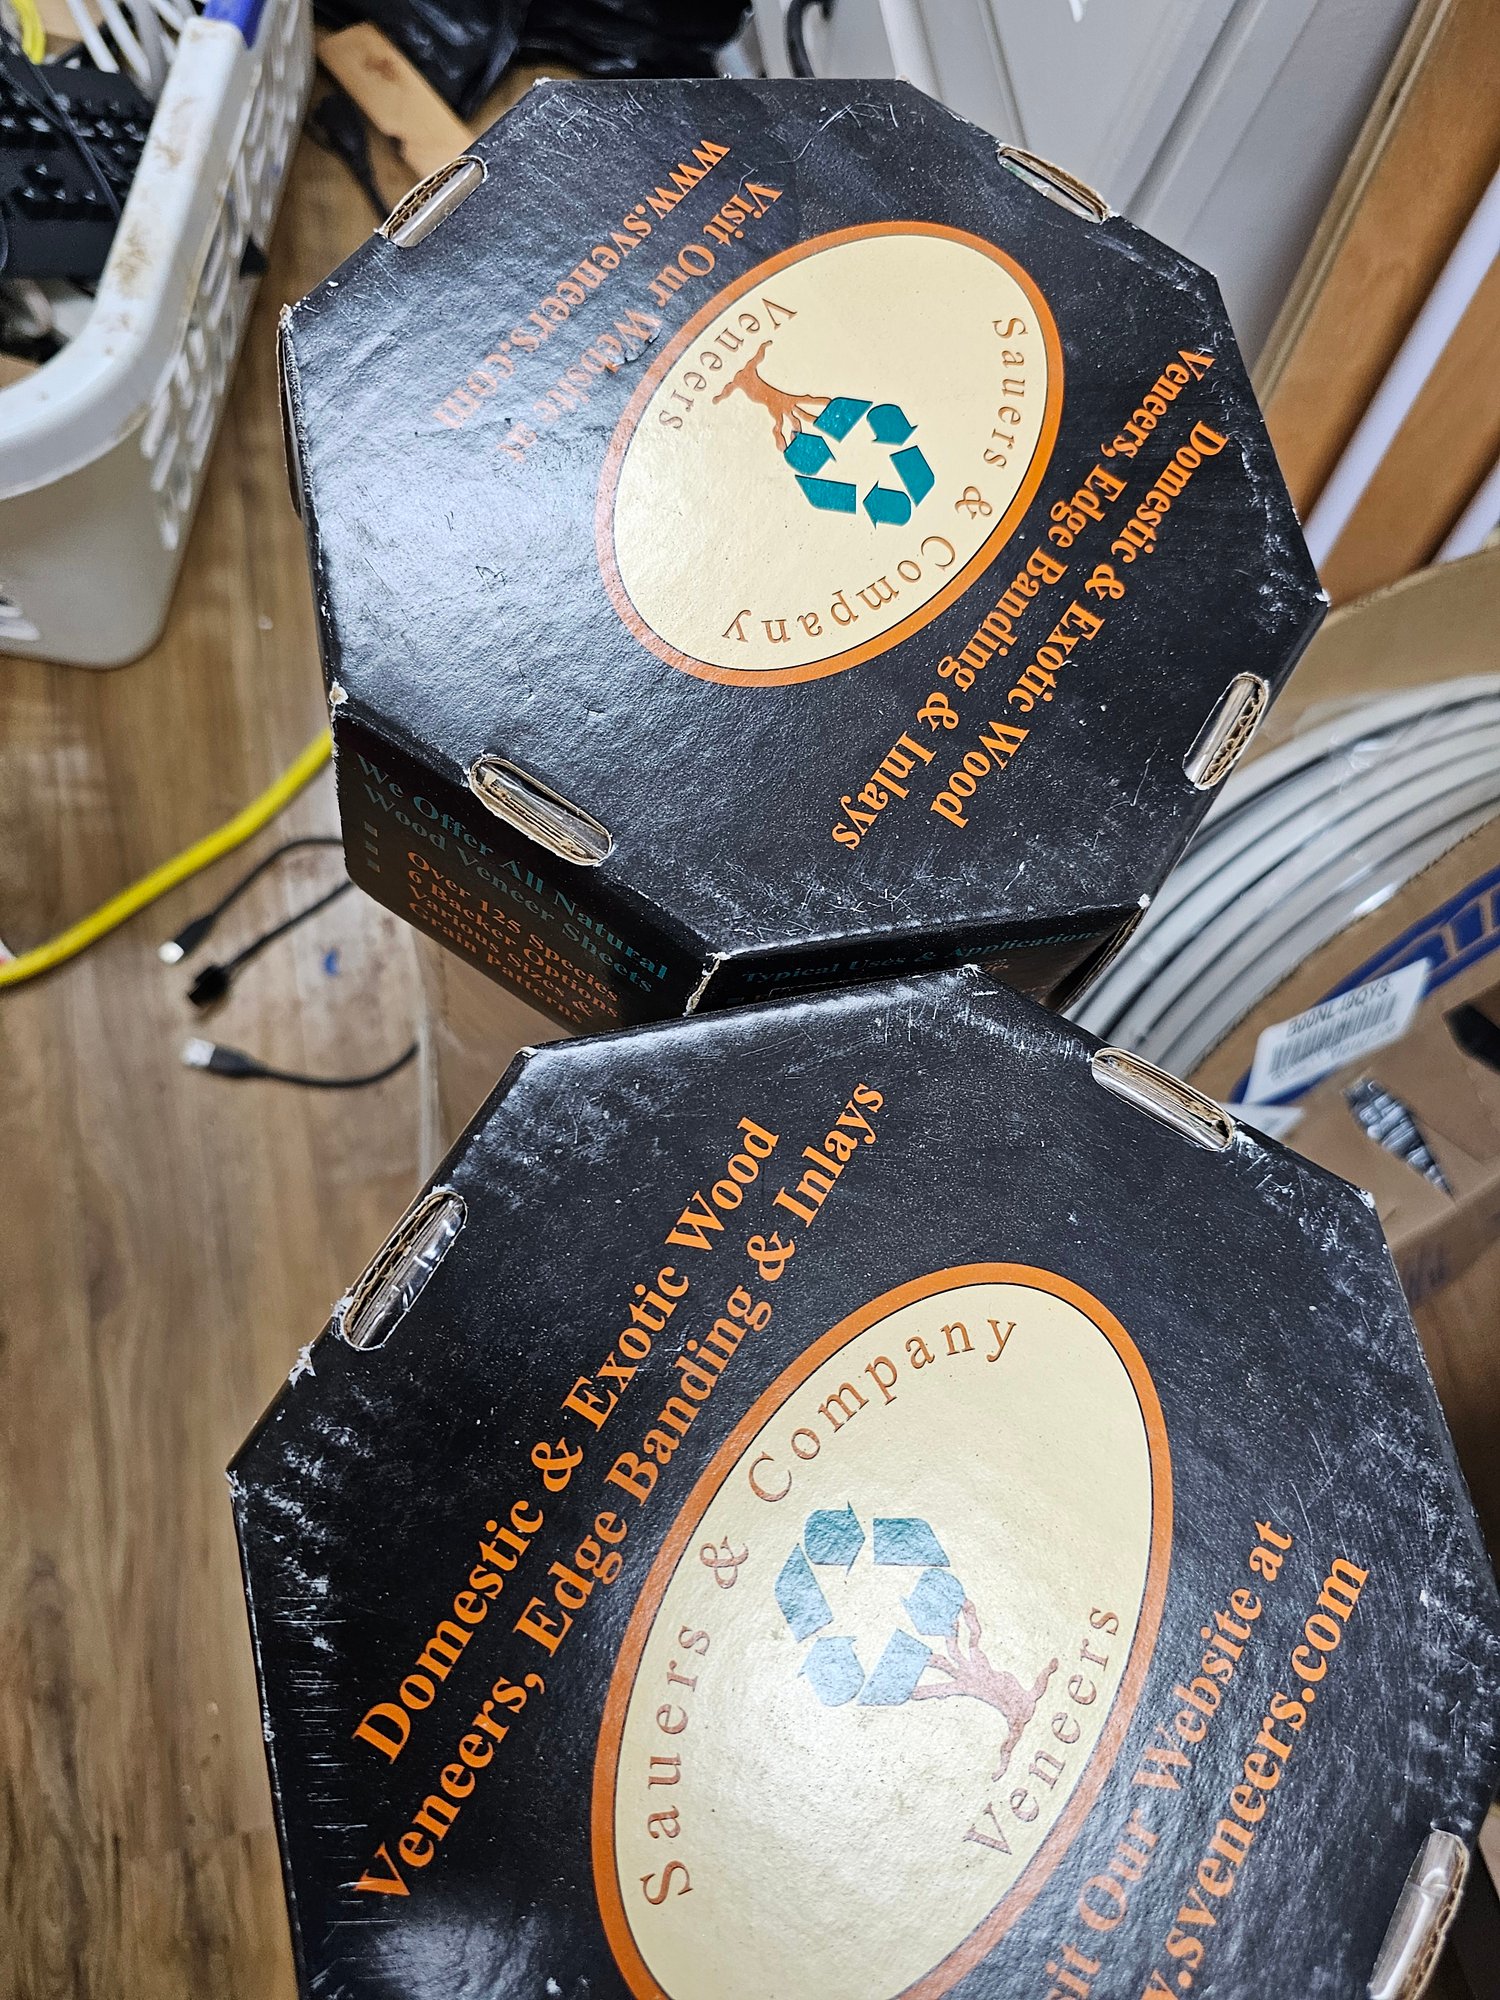 Visit Our Website at
www.sveneers.com
Sauers & Company
Veneers
Domestic & Exotic Wood
Veneers, Edge Banding & Inlays
We Offer All Natural
Wood Veneer Sheets
Over 125 Species
6 Backer Options
Various Sizes &
Grain Patterns
Typical Uses & Applications
Domestic & Exotic Wood
Veneers, Edge Banding & Inlays
Sauers & Company
Veneers
Our Website at
.sveneers.com